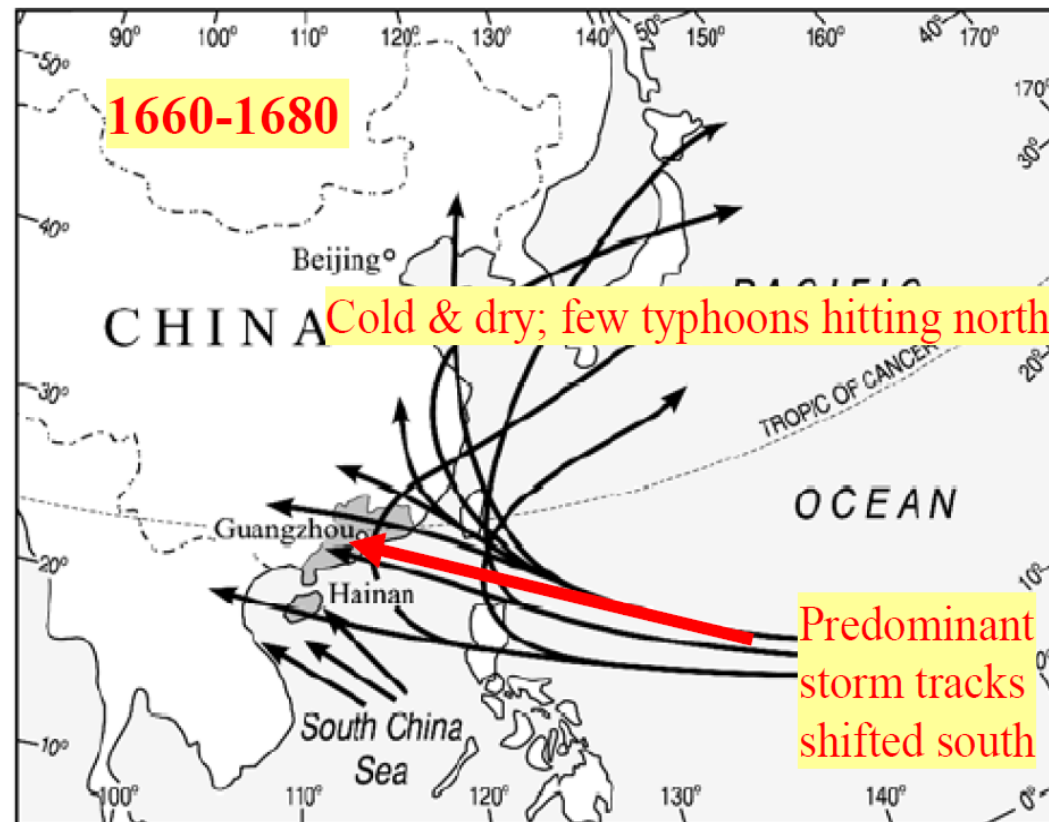 90° 100° 110° 120° 130° 140° 50° 150° 160° 40° 170°
50°
1660-1680
170°
30°
40°
Beijing
PACIFIC
CHINA
Cold & dry; few typhoons hitting north
20°
30°
TROPIC OF CANCER
OCEAN
Guangzhou
20°
10°
Hainan
Predominant
storm tracks
shifted south
South China
Sea
10°
100° 110° 120° 130° 140° 0°